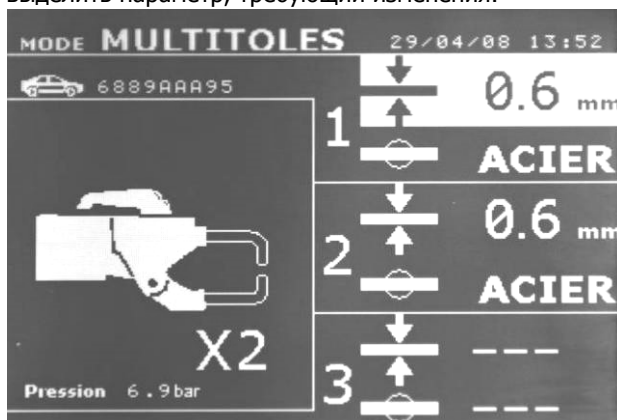 выделять параметр, требующий изменения.
MODE MULTITOLES 29/04/08 13:52
6889AAA95
1
0.6 mm
ACIER
2
0.6 mm
ACIER
X2
Pression 6.9bar
3
---
---